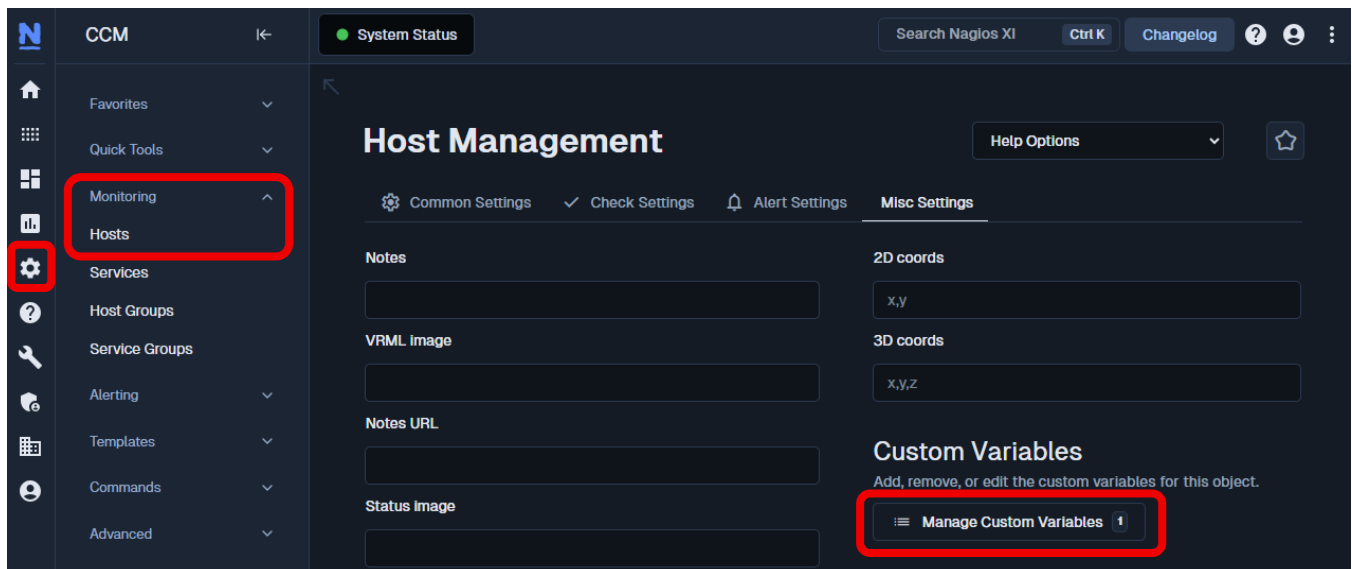 CCM
System Status
Search Nagios XI
Ctrl K
Changelog
Favorites
Quick Tools
Monitoring
Hosts
Services
Host Groups
Service Groups
Alerting
Templates
Commands
Advanced
Host Management
Help Options
Common Settings
Check Settings
Alert Settings
Misc Settings
Notes
VRML image
Notes URL
Status image
2D coords
x,y
3D coords
x,y,z
Custom Variables
Add, remove, or edit the custom variables for this object.
Manage Custom Variables 1